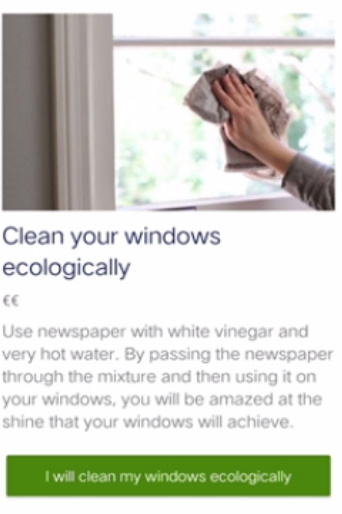 Clean your windows
ecologically
€€
Use newspaper with white vinegar and
very hot water. By passing the newspaper
through the mixture and then using it on
your windows, you will be amazed at the
shine that your windows will achieve.
I will clean my windows ecologically